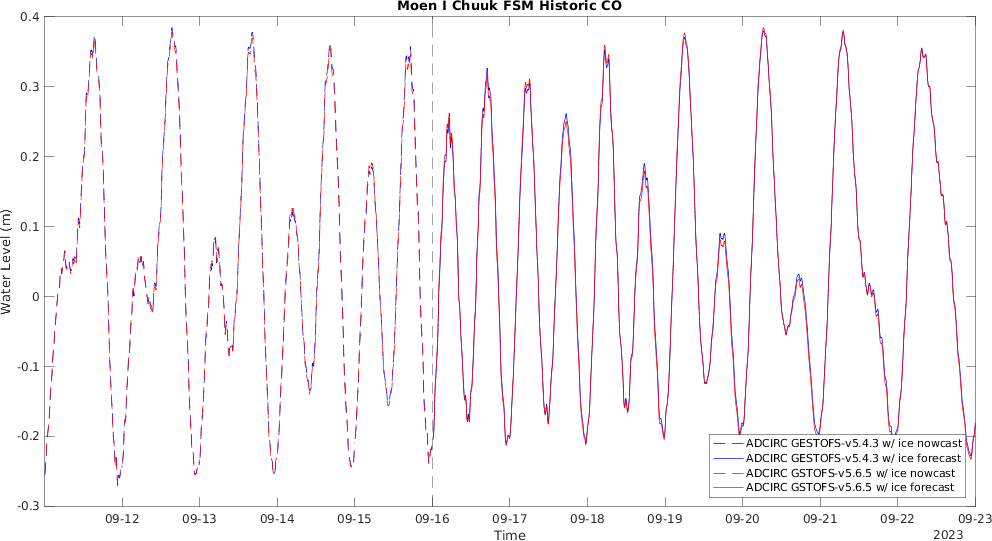 Moen I Chuuk FSM Historic CO
0.4
0.3
0.2
0.1
0
-0.1
-0.2
-0.3
Water Level (m)
ADCIRC GESTOFS-v5.4.3 w/ ice nowcast
ADCIRC GESTOFS-v5.4.3 w/ ice forecast
ADCIRC GSTOFS-v5.6.5 w/ ice nowcast
ADCIRC GSTOFS-v5.6.5 w/ ice forecast
09-12 09-13 09-14 09-15 09-16 09-17 09-18 09-19 09-20 09-21 09-22 09-23
Time
2023